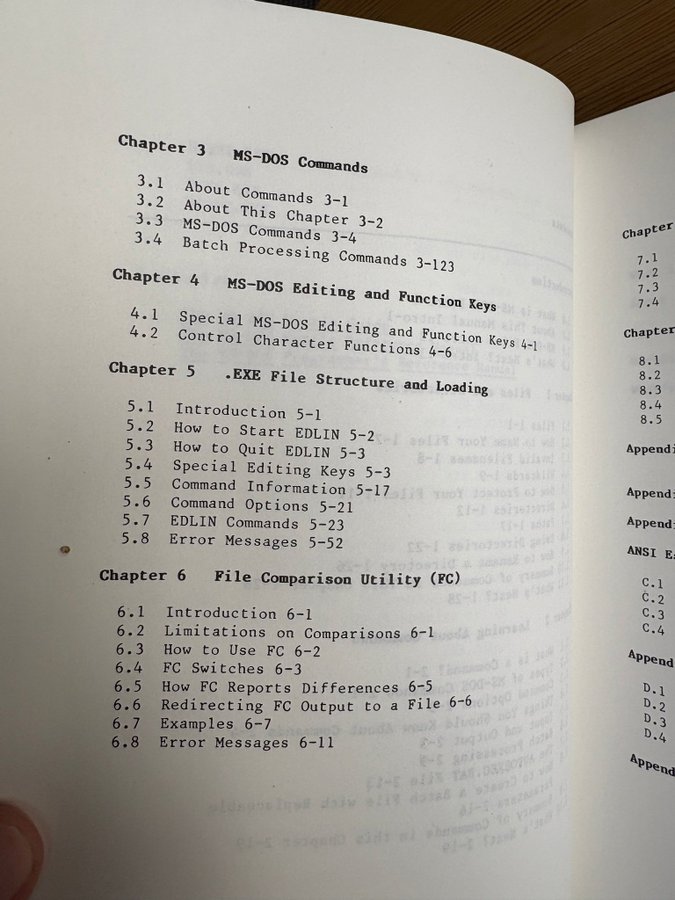 Chapter 3 MS-DOS Commands
3.1 About Commands 3-1
3.2 About This Chapter 3-2
3.3 MS-DOS Commands 3-4
3.4 Batch Processing Commands 3-123
Chapter 4 MS-DOS Editing and Function Keys
4.1 Special MS-DOS Editing and Function Keys 4-1
4.2 Control Character Functions 4-6
Chapter 5 .EXE File Structure and Loading
5.1 Introduction 5-1
5.2 How to Start EDLIN 5-2
5.3 How to Quit EDLIN 5-3
5.4 Special Editing Keys 5-3
5.5 Command Information 5-17
5.6 Command Options 5-21
5.7 EDLIN Commands 5-23
5.8 Error Messages 5-52
Chapter 6 File Comparison Utility (FC)
6.1 Introduction 6-1
6.2 Limitations on Comparisons 6-1
6.3 How to Use FC 6-2
6.4 FC Switches 6-3
6.5 How FC Reports Differences 6-5
6.6 Redirecting FC Output to a File 6-6
6.7 Examples 6-7
6.8 Error Messages 6-11
Chapter
7.1
7.2
7.3
7.4
Chapter
8.1
8.2
8.3
8.4
8.5
Appendi
Appendi
Appendi
ANSI E
C.1
C.2
C.3
C.4
Append
D.1
D.2
D.3
D.4
Append